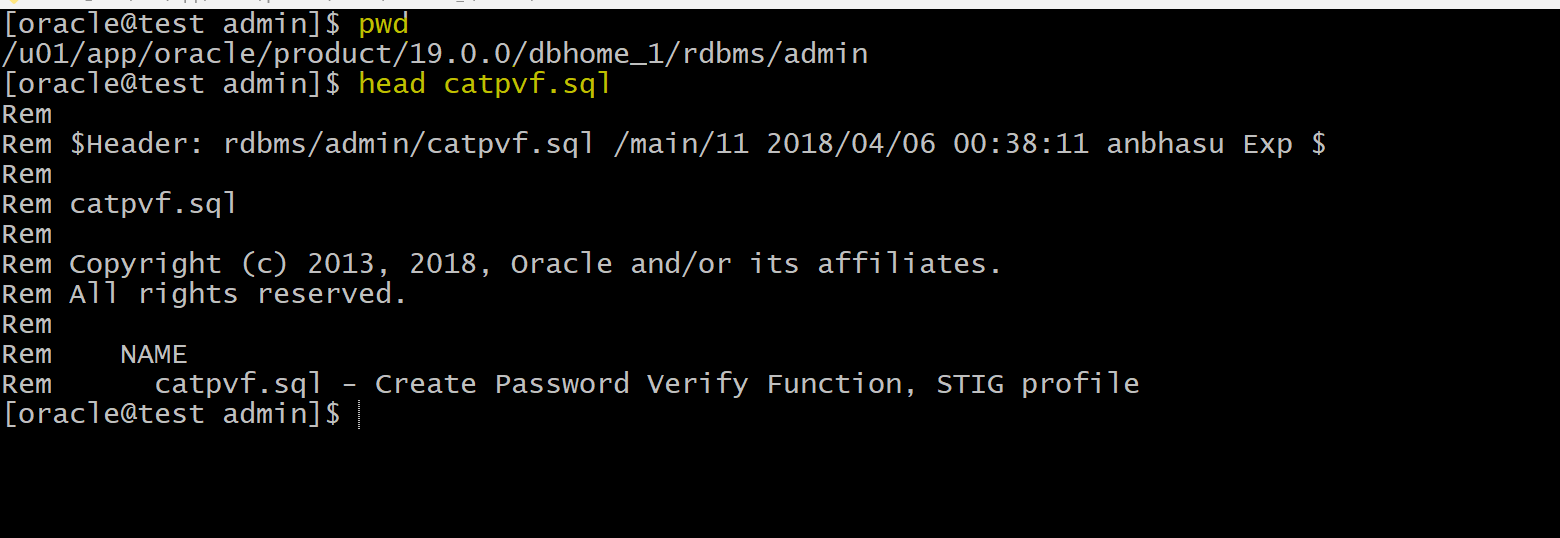 [oracle@test admin]$ pwd
/u01/app/oracle/product/19.0.0/dbhome_1/rdbms/admin
[oracle@test admin]$ head catpvf.sql
Rem
Rem $Header: rdbms/admin/catpvf.sql /main/11 2018/04/06 00:38:11 anbhasu Exp $
Rem
Rem catpvf.sql
Rem
Rem Copyright (c) 2013, 2018, Oracle and/or its affiliates.
Rem All rights reserved.
Rem
Rem    NAME
Rem      catpvf.sql - Create Password Verify Function, STIG profile
[oracle@test admin]$